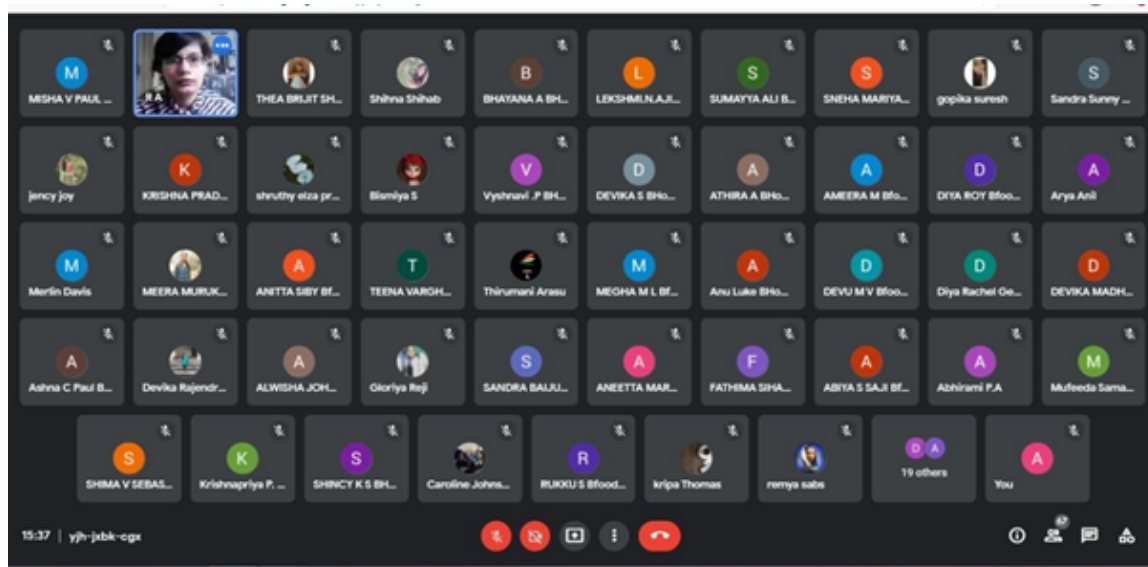 M
MISHA V PAUL ...
R A
THEA BRIJIT SH...
Shihna Shihab
B
BHAYANA A BH...
L
LEKSHMI.N.A.JI...
S
SUMAYYA ALI B...
S
SNEHA MARIYA...
gopika suresh
S
Sandra Sunny ...
jency joy
K
KRISHNA PRAD...
shruthy elza pr...
Bismiya S
V
Vyshnavi .P BH...
D
DEVIKA S BHo...
A
ATHIRA A BHo...
A
AMEERA M Bfo...
D
DIYA ROY Bfoo...
A
Arya Anil
M
Merlin Davis
MEERA MURUK...
A
ANITTA SIBY Bf...
T
TEENA VARGH...
Thirumani Arasu
M
MEGHA M L Bf...
A
Anu Luke BHo...
D
DEVU M V Bfoo...
D
Diya Rachel Ge...
D
DEVIKA MADH...
A
Ashna C Paul B...
Devika Rajendr...
A
ALWISHA JOH...
Gloriya Reji
S
SANDRA BAIJU...
A
ANEETTA MAR...
F
FATHIMA SIHA...
A
ABIYA S SAJI Bf...
A
Abhirami P.A
M
Mufeeda Sama...
S
SHIMA V SEBAS...
K
Krishnapriya P. ...
S
SHINCY K S BH...
Caroline Johns...
R
RUKKU S Bfood...
kripa Thomas
remya sabs
D A
19 others
A
You
15:37 | yjh-jxbk-cgx
67